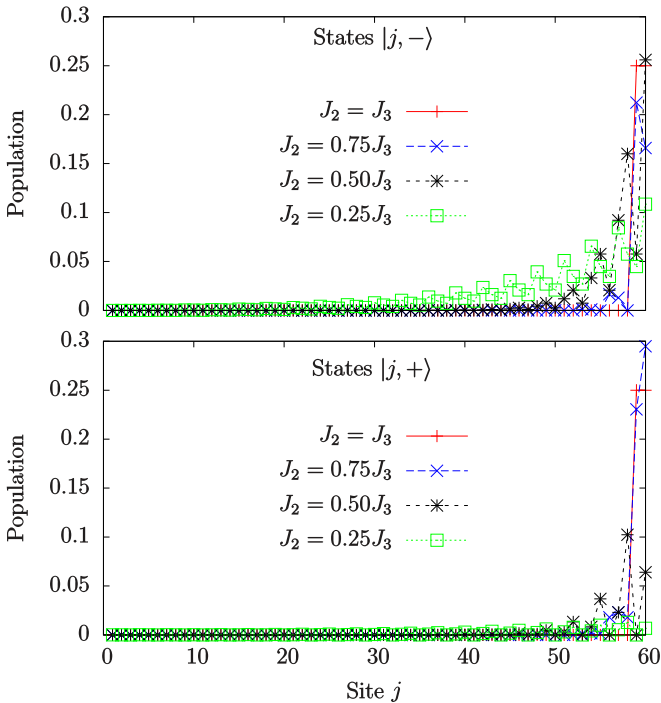 0.3
States |j, −⟩
0.25
J₂ = J₃
0.2
J₂ = 0.75J₃
Population
0.15
J₂ = 0.50J₃
0.1
J₂ = 0.25J₃
0.05
0
0.3
States |j, +⟩
0.25
J₂ = J₃
0.2
J₂ = 0.75J₃
Population
0.15
J₂ = 0.50J₃
0.1
J₂ = 0.25J₃
0.05
0
0 10 20 30 40 50 60
Site j